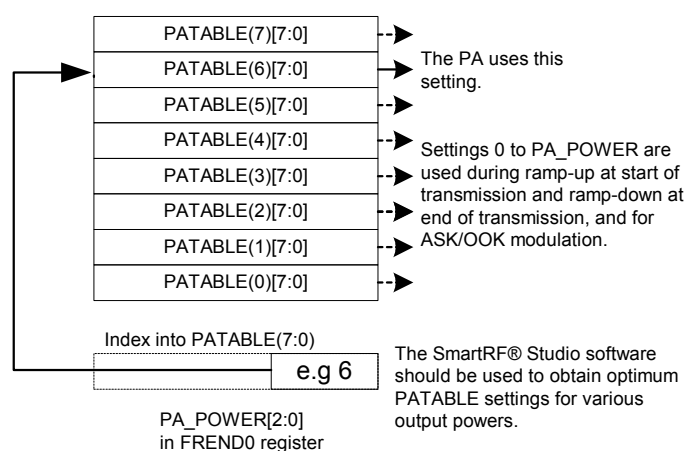 PATABLE(7)[7:0]
PATABLE(6)[7:0]
PATABLE(5)[7:0]
PATABLE(4)[7:0]
PATABLE(3)[7:0]
PATABLE(2)[7:0]
PATABLE(1)[7:0]
PATABLE(0)[7:0]
The PA uses this
setting.
Settings 0 to PA_POWER are
used during ramp-up at start of
transmission and ramp-down at
end of transmission, and for
ASK/OOK modulation.
Index into PATABLE(7:0)
e.g 6
PA_POWER[2:0]
in FREND0 register
The SmartRF® Studio software
should be used to obtain optimum
PATABLE settings for various
output powers.